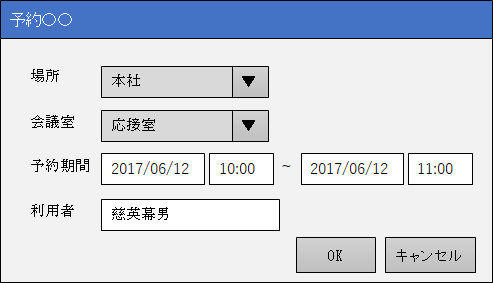 予約○○
場所 本社
会議室 応接室
予約期間 2017/06/12 10:00 ~ 2017/06/12 11:00
利用者 慈英幕男
OK キャンセル